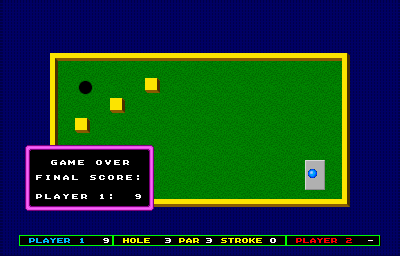 GAME OVER
FINAL SCORE:
PLAYER 1: 9
PLAYER 1 9 HOLE 3 PAR 3 STROKE 0 PLAYER 2 -